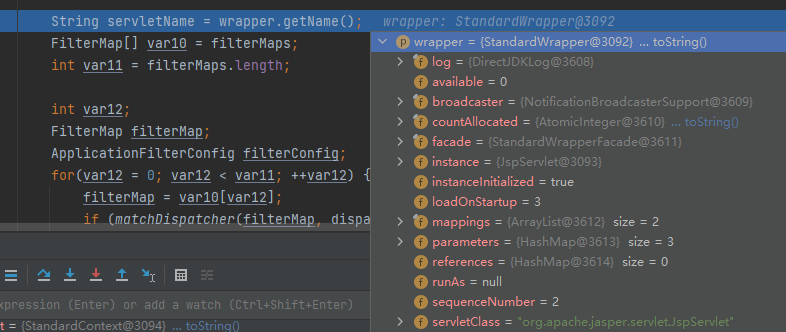 String servletName = wrapper.getName(); wrapper: StandardWrapper@3092
FilterMap[] var10 = filterMaps;
int var11 = filterMaps.length;
int var12;
FilterMap filterMap;
ApplicationFilterConfig filterConfig;
for(var12 = 0; var12 < var11; ++var12) {
filterMap = var10[var12];
if (matchDispatcher(filterMap, dispa
wrapper = {StandardWrapper@3092} ... toString()
log = {DirectJDKLog@3608}
available = 0
broadcaster = {NotificationBroadcasterSupport@3609}
countAllocated = {AtomicInteger@3610} ... toString()
facade = {StandardWrapperFacade@3611}
instance = {JspServlet@3093}
instanceInitialized = true
loadOnStartup = 3
mappings = {ArrayList@3612} size = 2
parameters = {HashMap@3613} size = 3
references = {HashMap@3614} size = 0
runAs = null
sequenceNumber = 2
servletClass = "org.apache.jasper.servlet.JspServlet"
xpression (Enter) or add a watch (Ctrl+Shift+Enter)
t = {StandardContext@3094} ... toString()